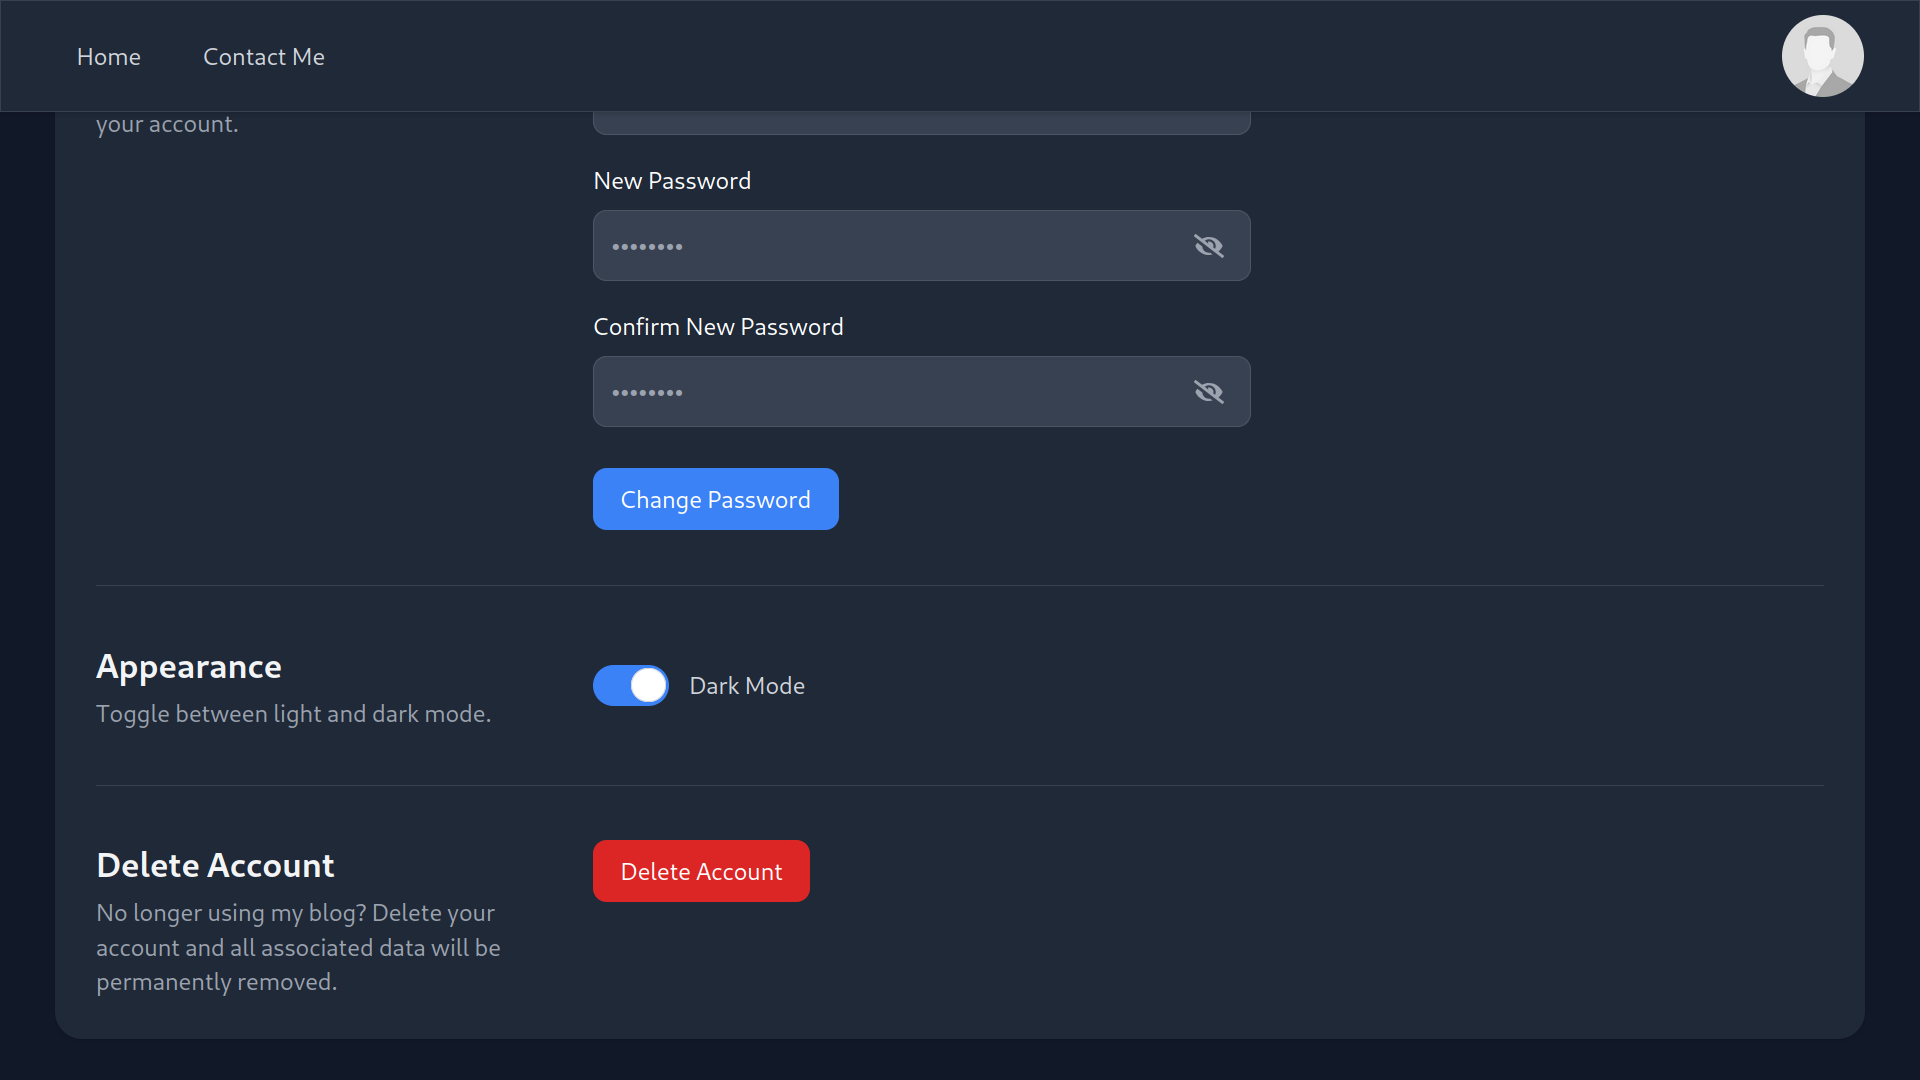 Home
Contact Me
your account.
New Password
••••••••
Confirm New Password
••••••••
Change Password
Appearance
Toggle between light and dark mode.
Dark Mode
Delete Account
No longer using my blog? Delete your
account and all associated data will be
permanently removed.
Delete Account